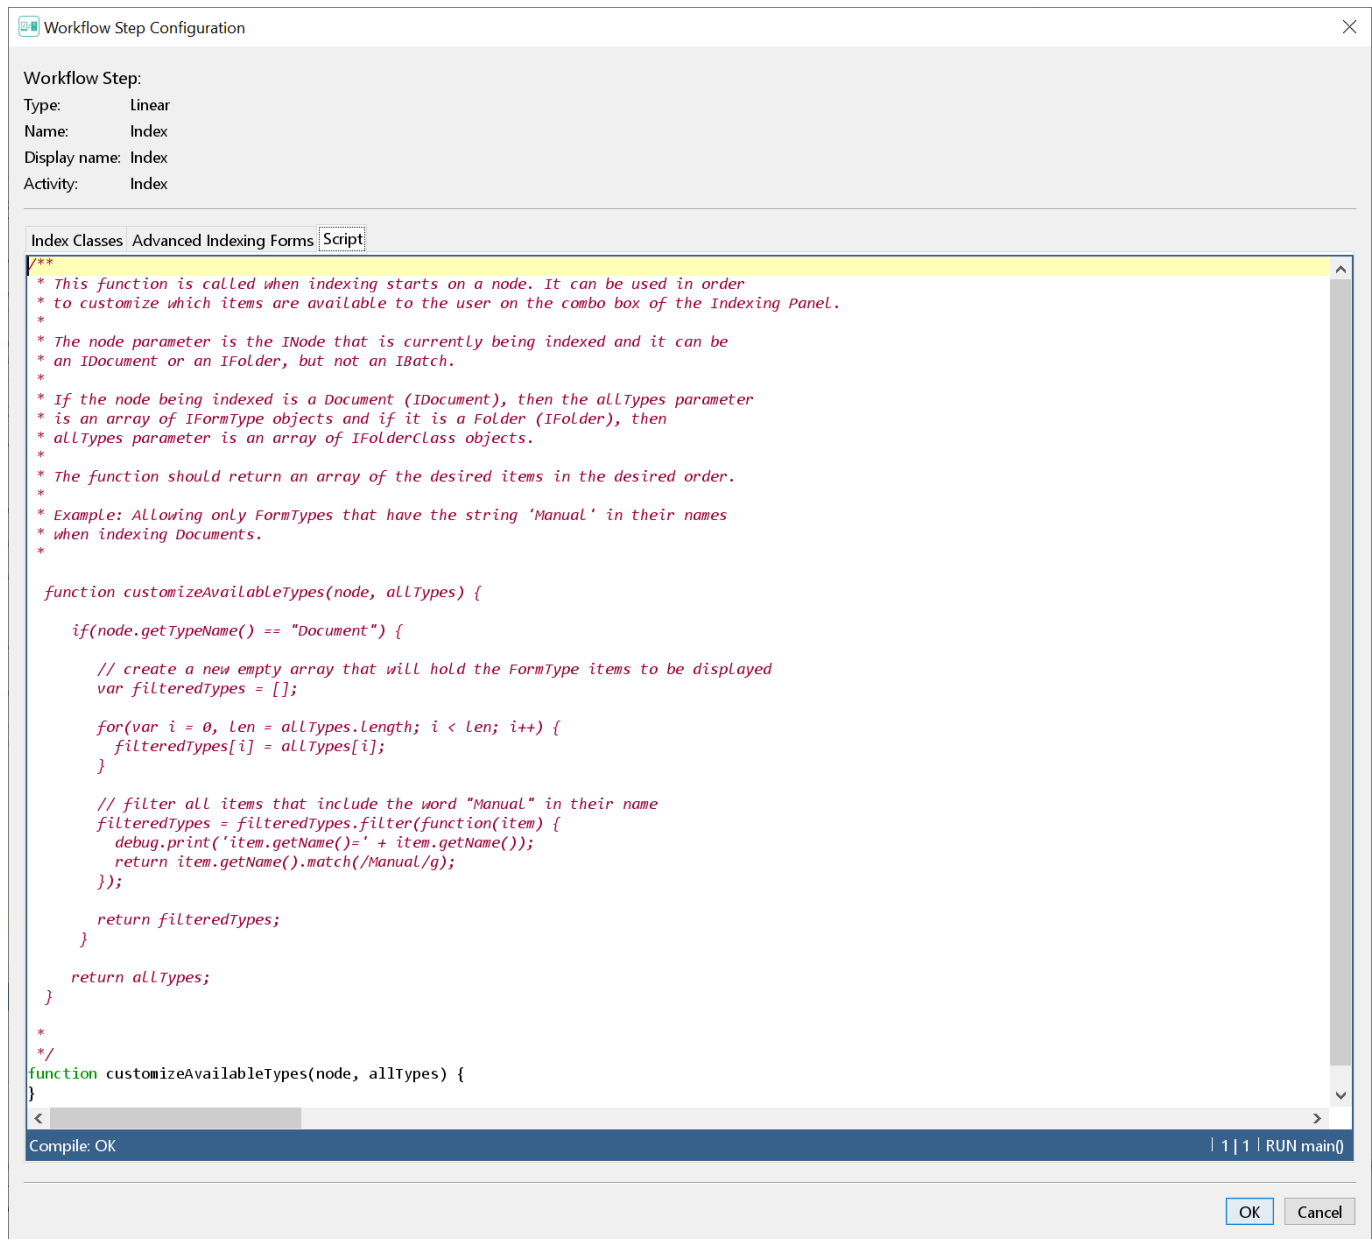 Workflow Step Configuration
Workflow Step:
Type: Linear
Name: Index
Display name: Index
Activity: Index
Index Classes Advanced Indexing Forms Script
/**
 * This function is called when indexing starts on a node. It can be used in order
 * to customize which items are available to the user on the combo box of the Indexing Panel.
 *
 * The node parameter is the INode that is currently being indexed and it can be
 * an IDocument or an IFolder, but not an IBatch.
 *
 * If the node being indexed is a Document (IDocument), then the allTypes parameter
 * is an array of IFormType objects and if it is a Folder (IFolder), then
 * allTypes parameter is an array of IFolderClass objects.
 *
 * The function should return an array of the desired items in the desired order.
 *
 * Example: Allowing only FormTypes that have the string 'Manual' in their names
 * when indexing Documents.
 *
  function customizeAvailableTypes(node, allTypes) {
     if(node.getTypeName() == "Document") {
        // create a new empty array that will hold the FormType items to be displayed
        var filteredTypes = [];
        for(var i = 0, len = allTypes.length; i < len; i++) {
          filteredTypes[i] = allTypes[i];
        }
        // filter all items that include the word "Manual" in their name
        filteredTypes = filteredTypes.filter(function(item) {
          debug.print('item.getName()=' + item.getName());
          return item.getName().match(/Manual/g);
        });
        return filteredTypes;
      }
     return allTypes;
  }
 *
 */
function customizeAvailableTypes(node, allTypes) {
}
Compile: OK | 1 | 1 | RUN main()
OK Cancel